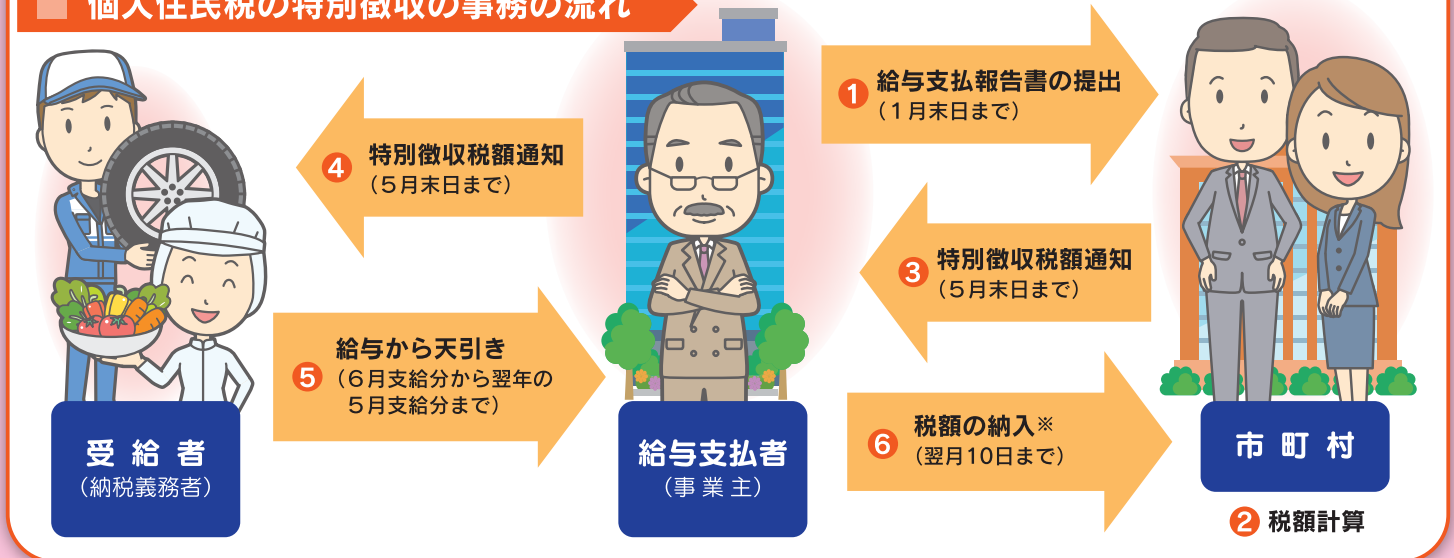 個人住民税の特別徴収の事務の流れ
1 給与支払報告書の提出
（1月末日まで）
4 特別徴収税額通知
（5月末日まで）
3 特別徴収税額通知
（5月末日まで）
5 給与から天引き
（6月支給分から翌年の
5月支給分まで）
6 税額の納入※
（翌月10日まで）
受給者
（納税義務者）
給与支払者
（事業主）
市町村
2 税額計算